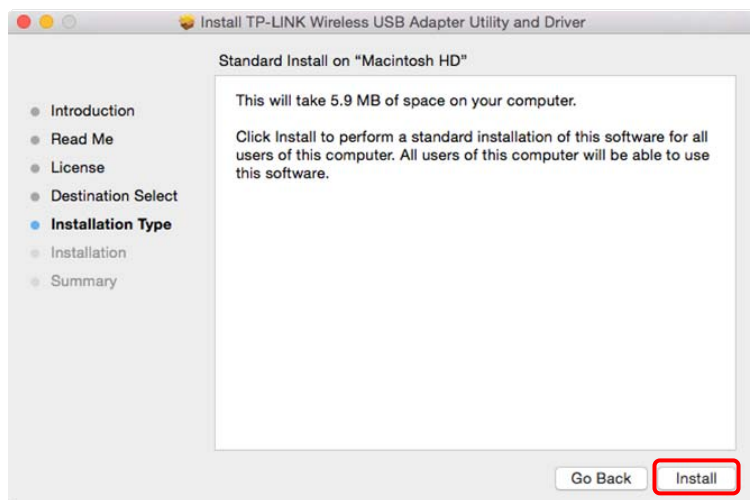 Install TP-LINK Wireless USB Adapter Utility and Driver
Standard Install on “Macintosh HD”
Introduction
Read Me
License
Destination Select
Installation Type
Installation
Summary
This will take 5.9 MB of space on your computer.
Click Install to perform a standard installation of this software for all
users of this computer. All users of this computer will be able to use
this software.
Go Back
Install